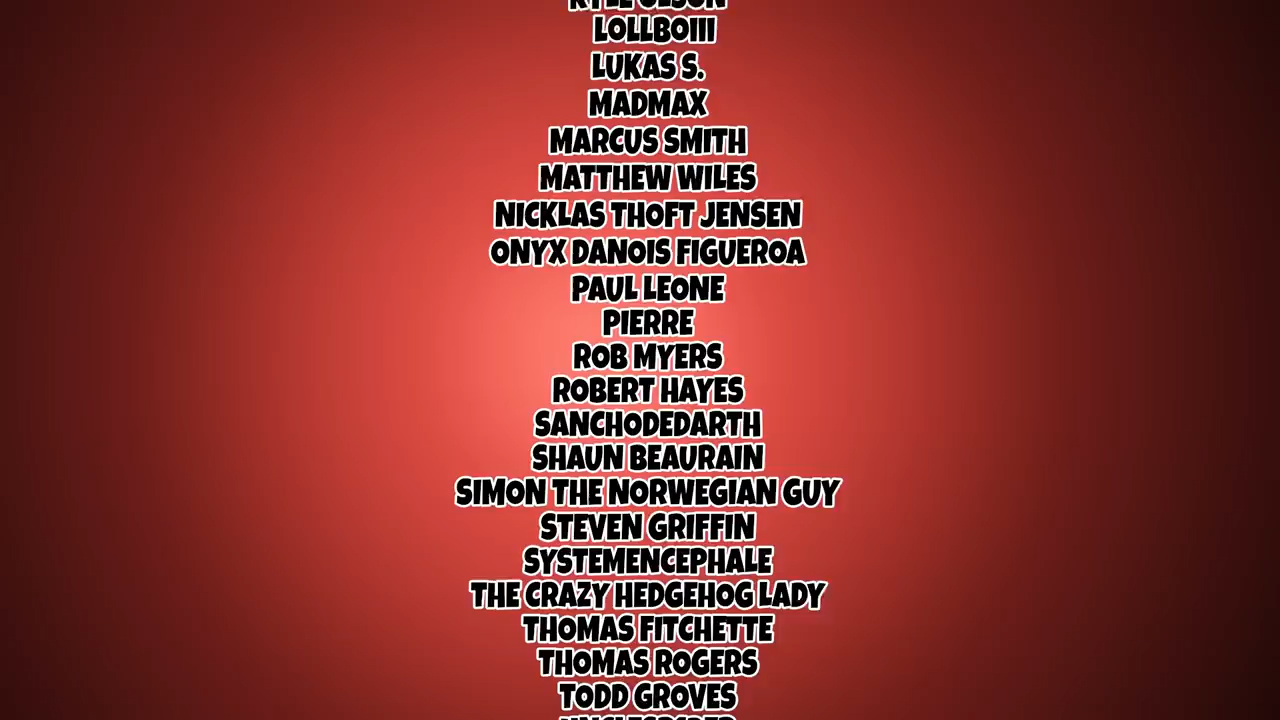 KYLE OLSON
LOLLBOIII
LUKAS S.
MADMAX
MARCUS SMITH
MATTHEW WILES
NICKLAS THOFT JENSEN
ONYX DANOIS FIGUEROA
PAUL LEONE
PIERRE
ROB MYERS
ROBERT HAYES
SANCHODEDARTH
SHAUN BEAURAIN
SIMON THE NORWEGIAN GUY
STEVEN GRIFFIN
SYSTEMENCEPHALE
THE CRAZY HEDGEHOG LADY
THOMAS FITCHETTE
THOMAS ROGERS
TODD GROVES